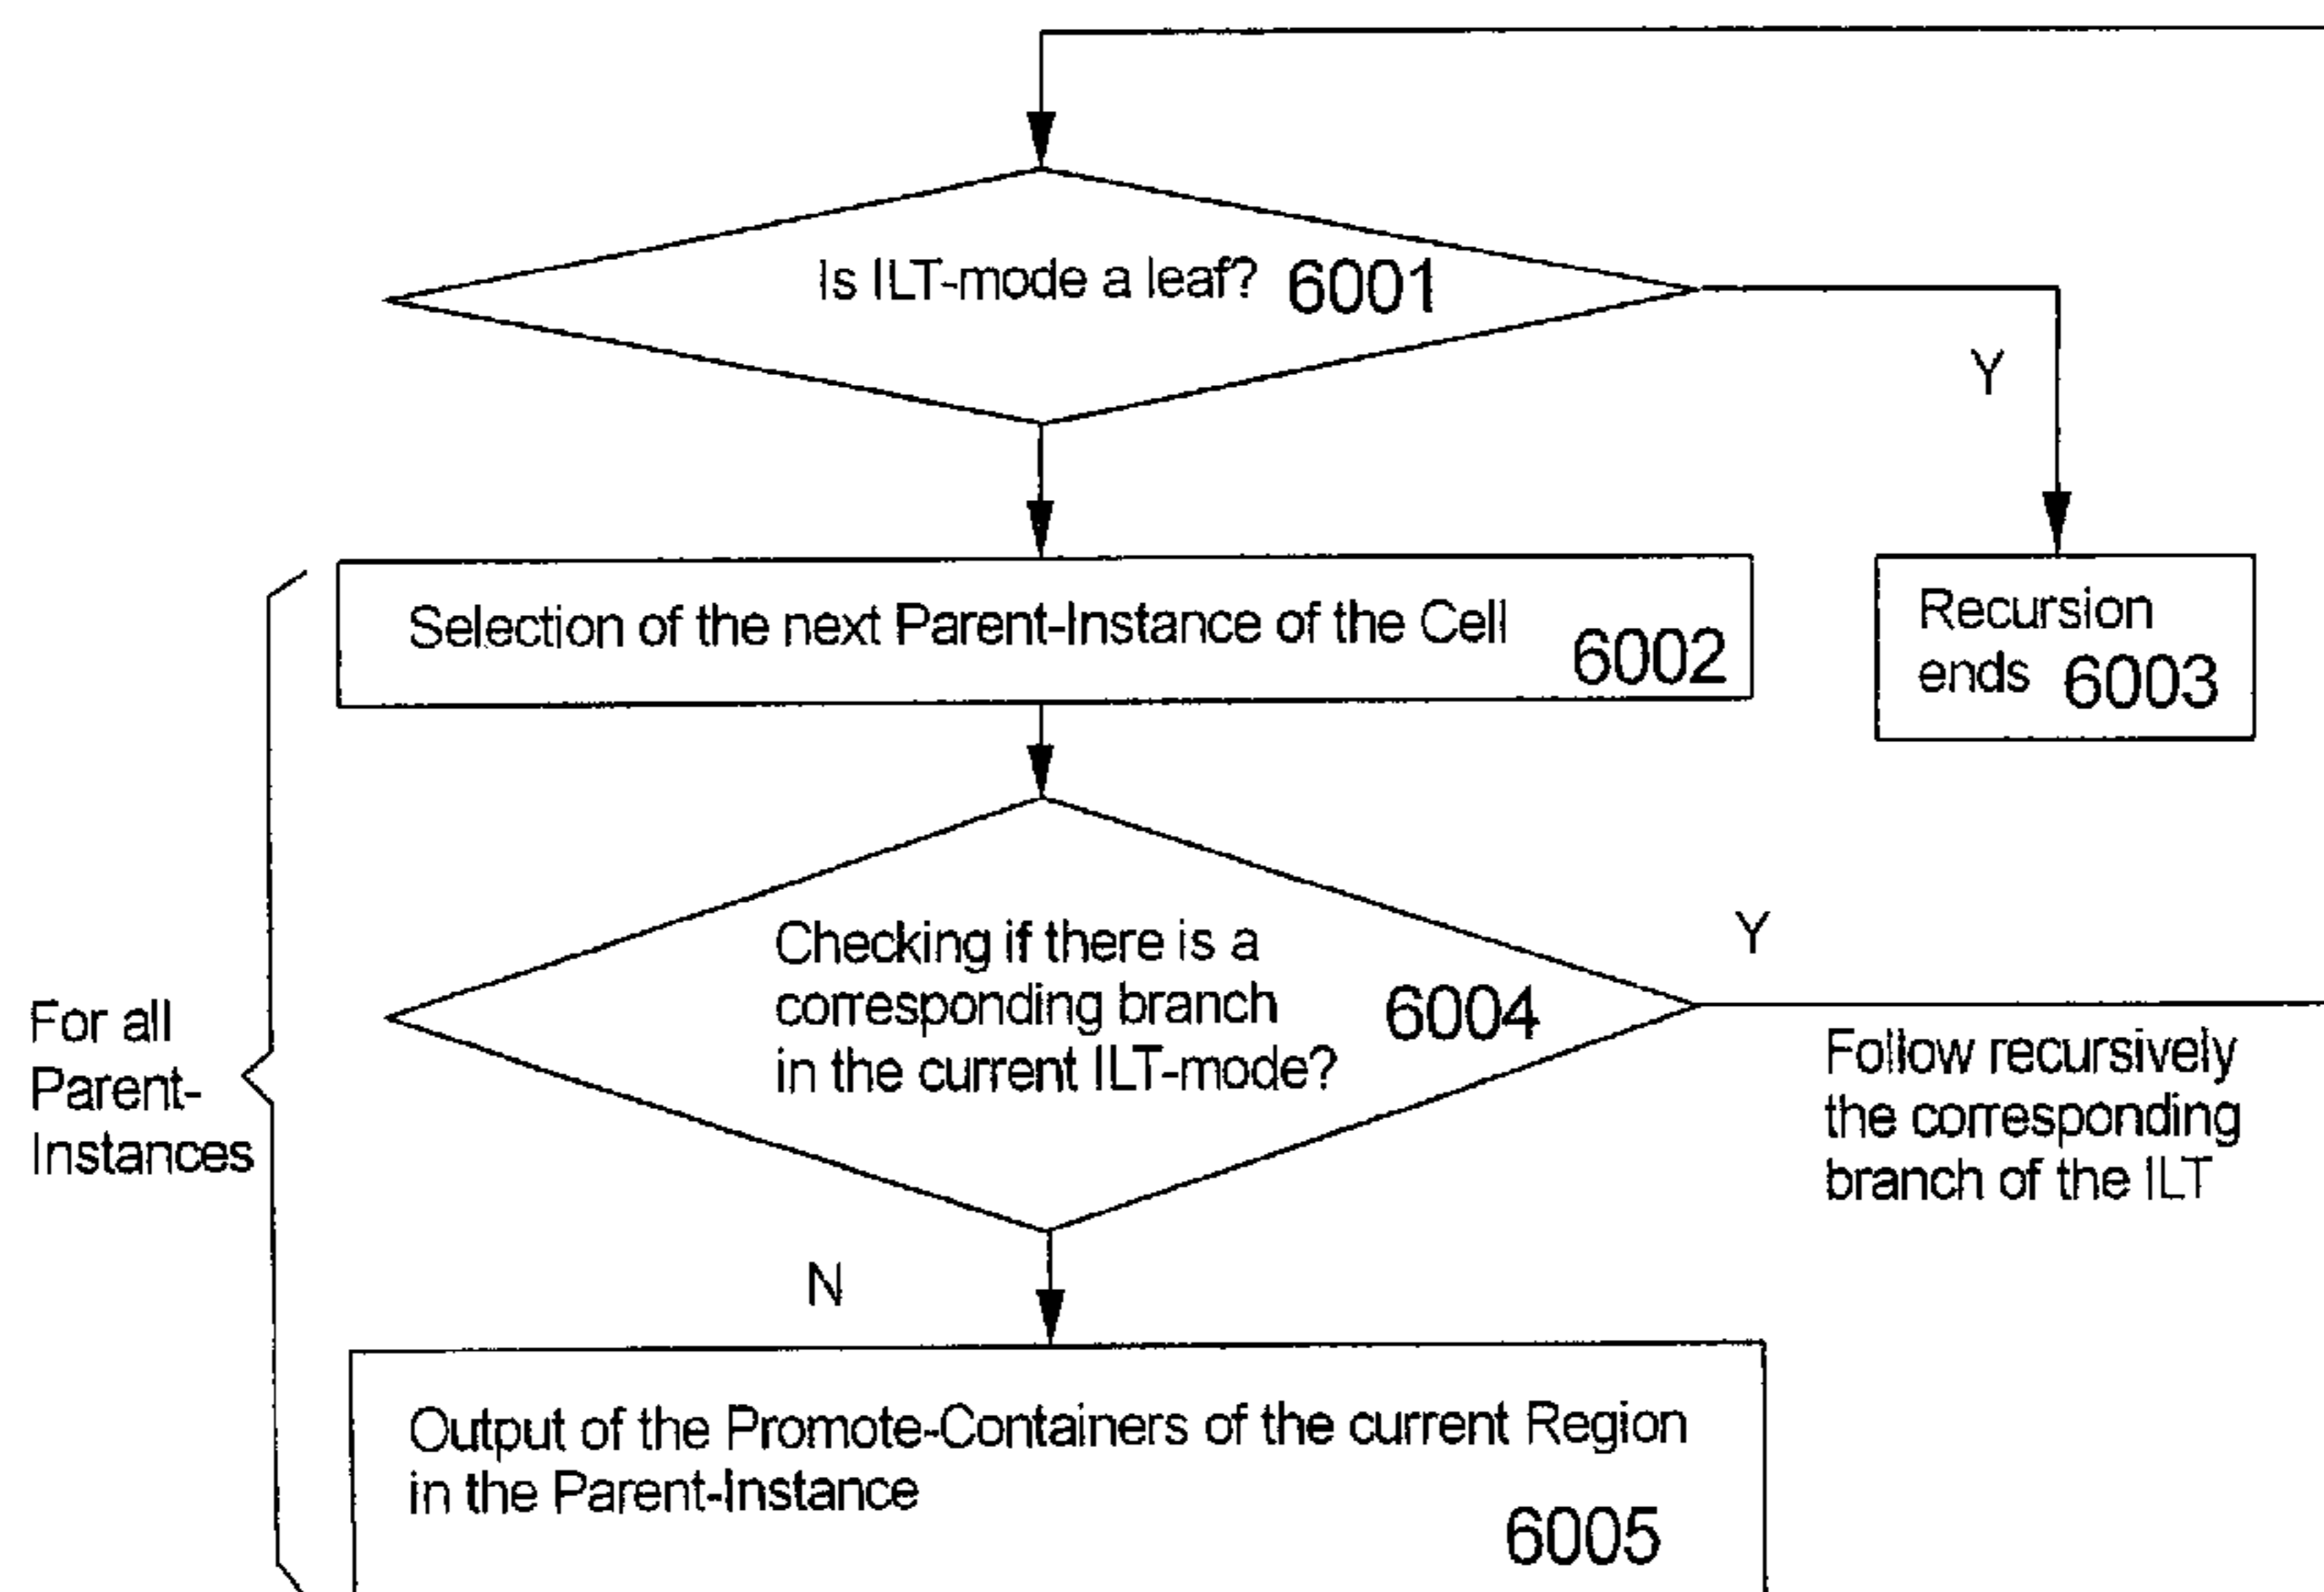 Is ILT-mode a leaf? 6001
Y
Selection of the next Parent-Instance of the Cell
6002
Recursion
ends 6003
For all
Parent-
Instances
Checking if there is a
corresponding branch
in the current ILT-mode?
6004
Y
Follow recursively
the corresponding
branch of the ILT
N
Output of the Promote-Containers of the current Region
in the Parent-Instance
6005